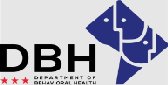 DBH
DEPARTMENT OF
BEHAVIORAL HEALTH